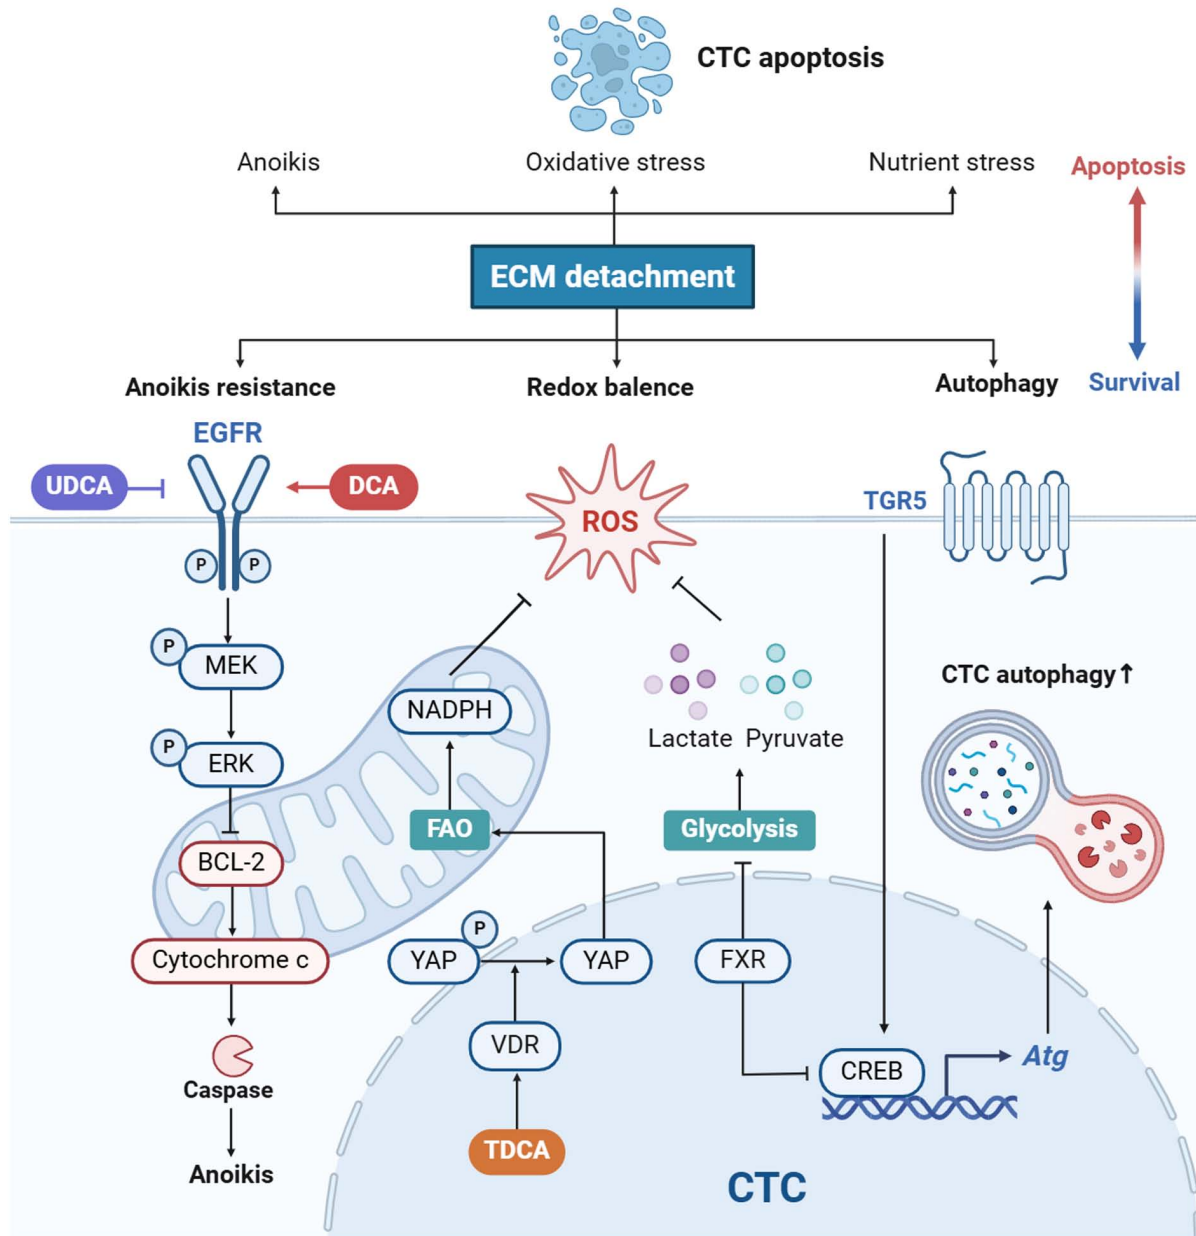 CTC apoptosis
Anoikis
Oxidative stress
Nutrient stress
Apoptosis
ECM detachment
Anoikis resistance
Redox balence
Autophagy
Survival
EGFR
UDCA
DCA
ROS
TGR5
P
P
P
MEK
CTC autophagy↑
NADPH
Lactate
Pyruvate
P
ERK
FAO
Glycolysis
BCL-2
P
Cytochrome c
YAP
YAP
FXR
VDR
CREB
Atg
Caspase
TDCA
Anoikis
CTC